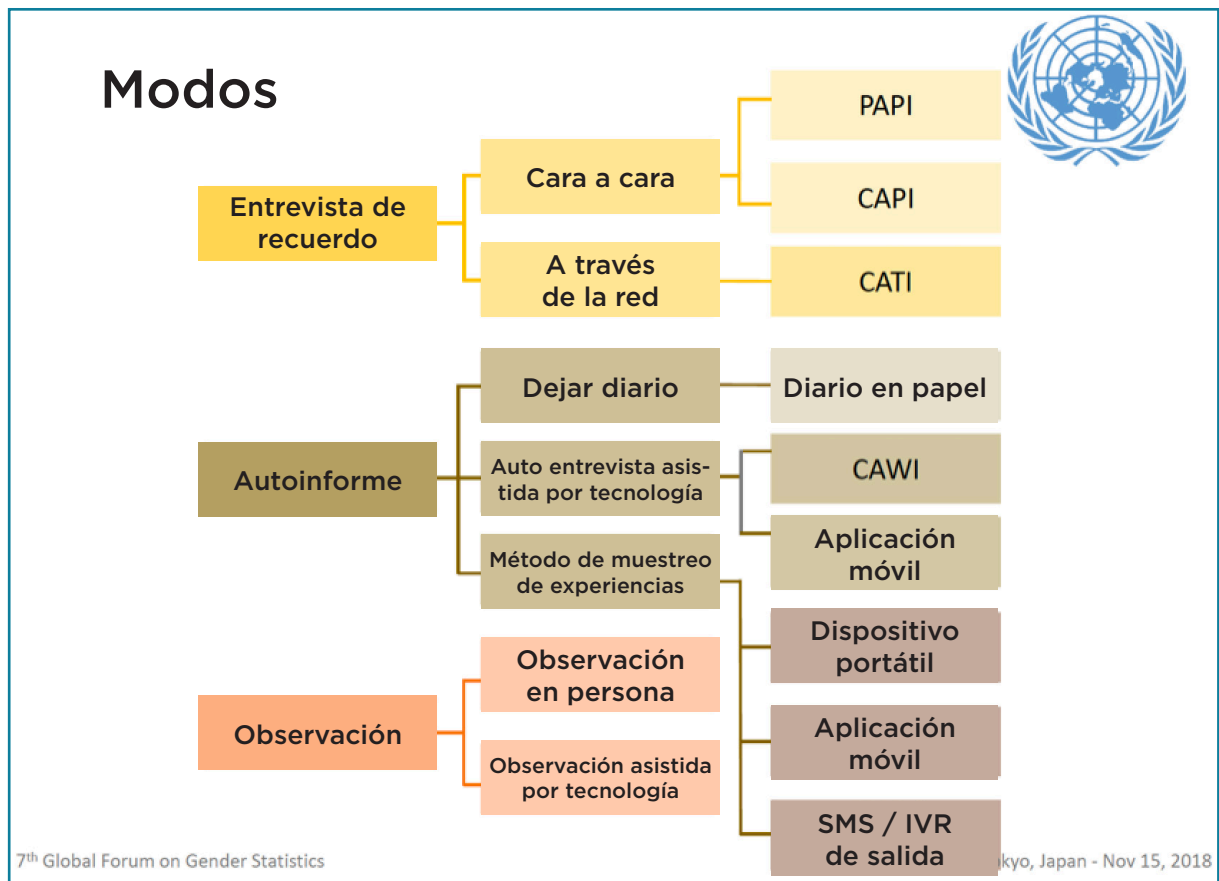 Modos
Entrevista de
recuerdo
Cara a cara
PAPI
CAPI
A través
de la red
CATI
Autoinforme
Dejar diario
Diario en papel
Auto entrevista asis-
tida por tecnología
CAWI
Aplicación
móvil
Método de muestreo
de experiencias
Dispositivo
portátil
Aplicación
móvil
SMS / IVR
de salida
Observación
Observación
en persona
Observación asistida
por tecnología
7th Global Forum on Gender Statistics
Japan - Nov 15, 2018